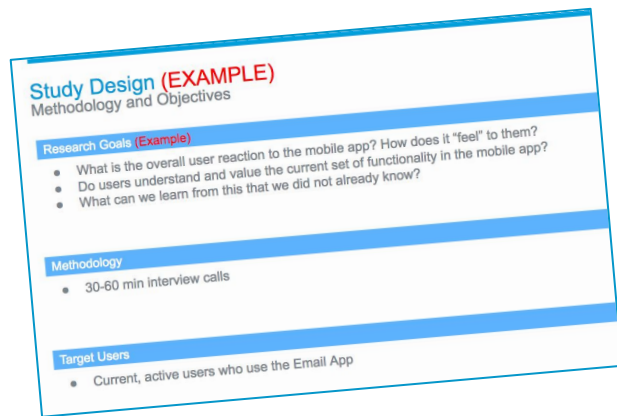 Study Design (EXAMPLE)
Methodology and Objectives
Research Goals (Example)
● What is the overall user reaction to the mobile app? How does it “feel” to them?
● Do users understand and value the current set of functionality in the mobile app?
● What can we learn from this that we did not already know?
Methodology
● 30-60 min interview calls
Target Users
● Current, active users who use the Email App